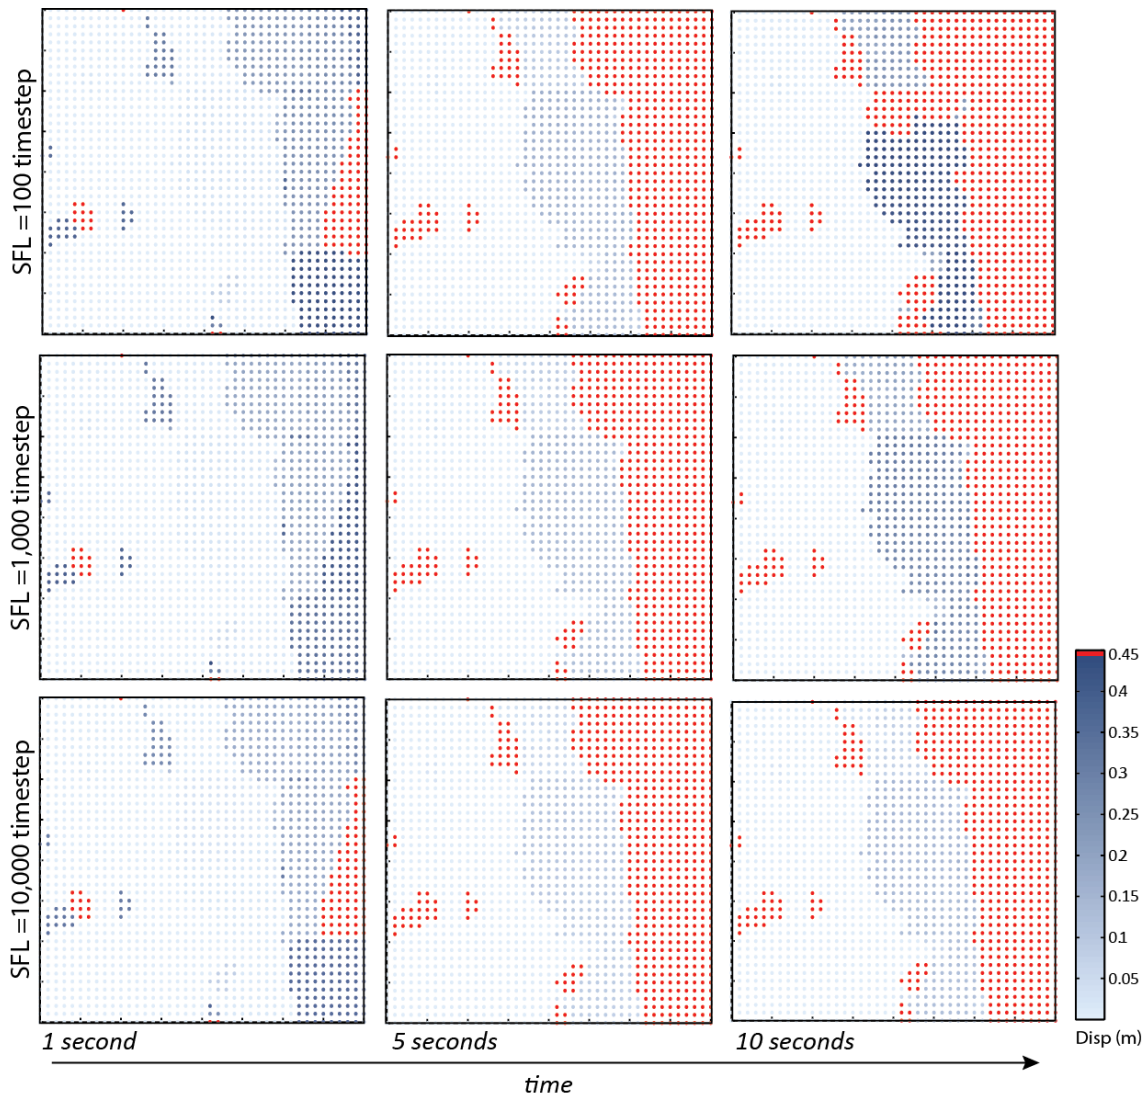 SFL =100 timestep
SFL =1,000 timestep
SFL =10,000 timestep
1 second
5 seconds
10 seconds
time
0.45
0.4
0.35
0.3
0.25
0.2
0.15
0.1
0.05
Disp (m)